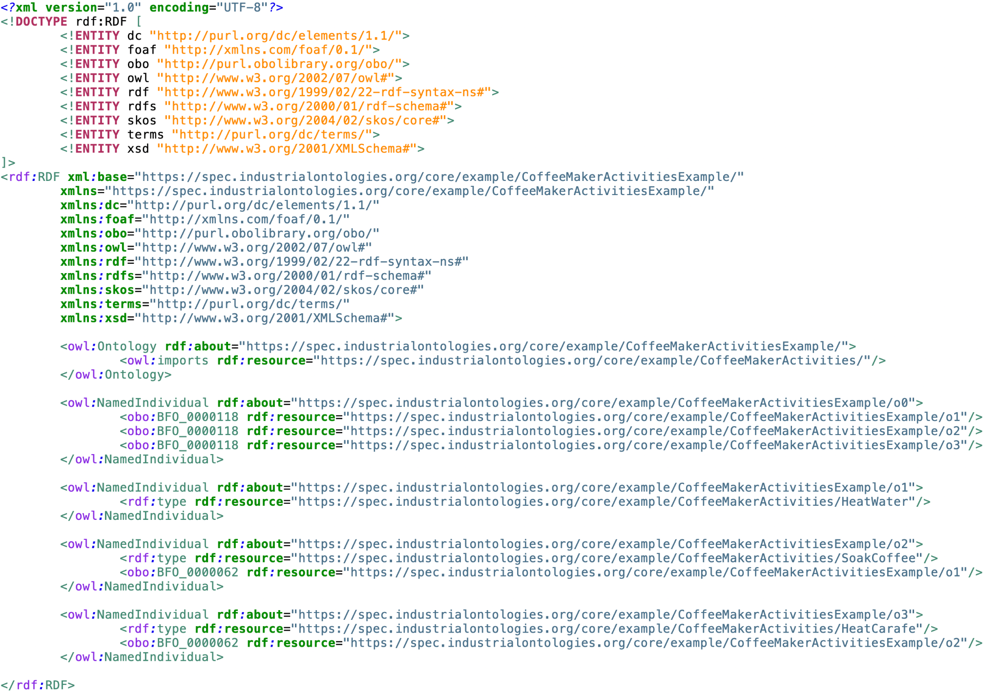 <?xml version="1.0" encoding="UTF-8"?>
<!DOCTYPE rdf:RDF [
<!ENTITY dc "http://purl.org/dc/elements/1.1/">
<!ENTITY foaf "http://xmlns.com/foaf/0.1/">
<!ENTITY obo "http://purl.obolibrary.org/obo/">
<!ENTITY owl "http://www.w3.org/2002/07/owl#">
<!ENTITY rdf "http://www.w3.org/1999/02/22-rdf-syntax-ns#">
<!ENTITY rdfs "http://www.w3.org/2000/01/rdf-schema#">
<!ENTITY skos "http://www.w3.org/2004/02/skos/core#">
<!ENTITY terms "http://purl.org/dc/terms/">
<!ENTITY xsd "http://www.w3.org/2001/XMLSchema#">
]>
<rdf:RDF xml:base="https://spec.industrialontologies.org/core/example/CoffeeMakerActivitiesExample/"
xmlns="https://spec.industrialontologies.org/core/example/CoffeeMakerActivitiesExample/"
xmlns:dc="http://purl.org/dc/elements/1.1/"
xmlns:foaf="http://xmlns.com/foaf/0.1/"
xmlns:obo="http://purl.obolibrary.org/obo/"
xmlns:owl="http://www.w3.org/2002/07/owl#"
xmlns:rdf="http://www.w3.org/1999/02/22-rdf-syntax-ns#"
xmlns:rdfs="http://www.w3.org/2000/01/rdf-schema#"
xmlns:skos="http://www.w3.org/2004/02/skos/core#"
xmlns:terms="http://purl.org/dc/terms/"
xmlns:xsd="http://www.w3.org/2001/XMLSchema#">
<owl:Ontology rdf:about="https://spec.industrialontologies.org/core/example/CoffeeMakerActivitiesExample/">
<owl:imports rdf:resource="https://spec.industrialontologies.org/core/example/CoffeeMakerActivities/"/>
</owl:Ontology>
<owl:NamedIndividual rdf:about="https://spec.industrialontologies.org/core/example/CoffeeMakerActivitiesExample/o0">
<obo:BFO_0000118 rdf:resource="https://spec.industrialontologies.org/core/example/CoffeeMakerActivitiesExample/o1"/>
<obo:BFO_0000118 rdf:resource="https://spec.industrialontologies.org/core/example/CoffeeMakerActivitiesExample/o2"/>
<obo:BFO_0000118 rdf:resource="https://spec.industrialontologies.org/core/example/CoffeeMakerActivitiesExample/o3"/>
</owl:NamedIndividual>
<owl:NamedIndividual rdf:about="https://spec.industrialontologies.org/core/example/CoffeeMakerActivitiesExample/o1">
<rdf:type rdf:resource="https://spec.industrialontologies.org/core/example/CoffeeMakerActivities/HeatWater"/>
</owl:NamedIndividual>
<owl:NamedIndividual rdf:about="https://spec.industrialontologies.org/core/example/CoffeeMakerActivitiesExample/o2">
<rdf:type rdf:resource="https://spec.industrialontologies.org/core/example/CoffeeMakerActivities/SoakCoffee"/>
<obo:BFO_0000062 rdf:resource="https://spec.industrialontologies.org/core/example/CoffeeMakerActivitiesExample/o1"/>
</owl:NamedIndividual>
<owl:NamedIndividual rdf:about="https://spec.industrialontologies.org/core/example/CoffeeMakerActivitiesExample/o3">
<rdf:type rdf:resource="https://spec.industrialontologies.org/core/example/CoffeeMakerActivities/HeatCarafe"/>
<obo:BFO_0000062 rdf:resource="https://spec.industrialontologies.org/core/example/CoffeeMakerActivitiesExample/o2"/>
</owl:NamedIndividual>
</rdf:RDF>